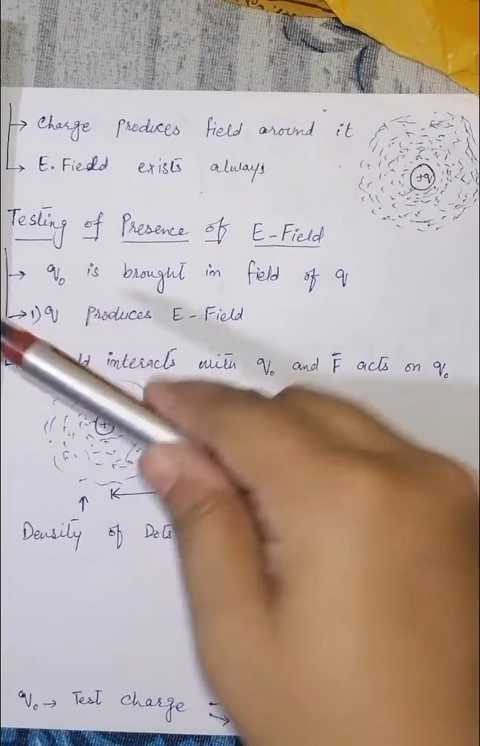 → Charge Produces field around it
→ E. Field exists always
+q
Testing of Presence of E-Field
→ q₀ is brought in field of q
→ 1) q Produces E-Field
interacts with q₀ and F̄ acts on q₀
+
↑
Density of Dots
q₀ → Test charge